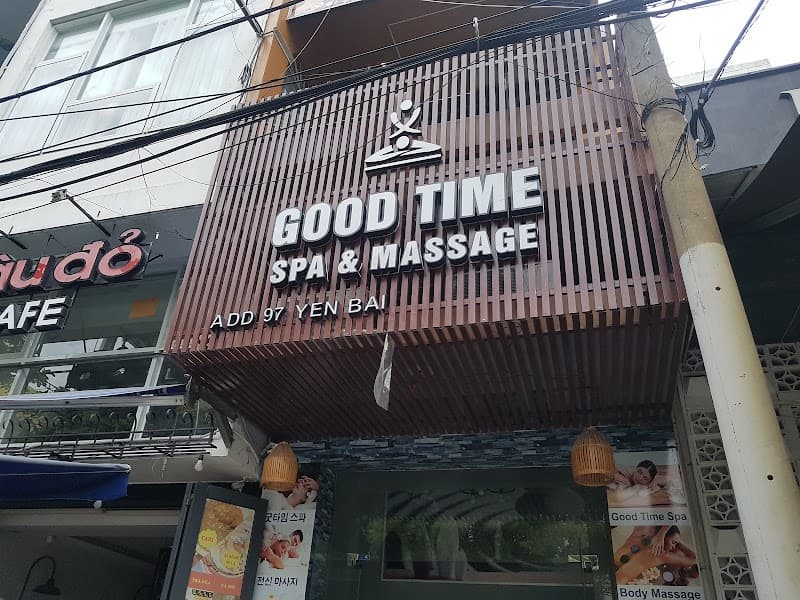 GOOD TIME
SPA & MASSAGE
ADD 97 YEN BAI
ầu đỏ
AFE
굿타임 스파
전신 마사지
Good Time Spa
Body Massage